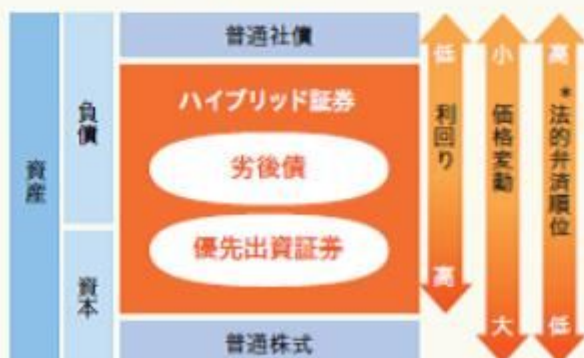 資産
負債
資本
普通社債
ハイブリッド証券
劣後債
優先出資証券
普通株式
低
利回り
高
小
価格変動
大
高
*法的弁済順位
低